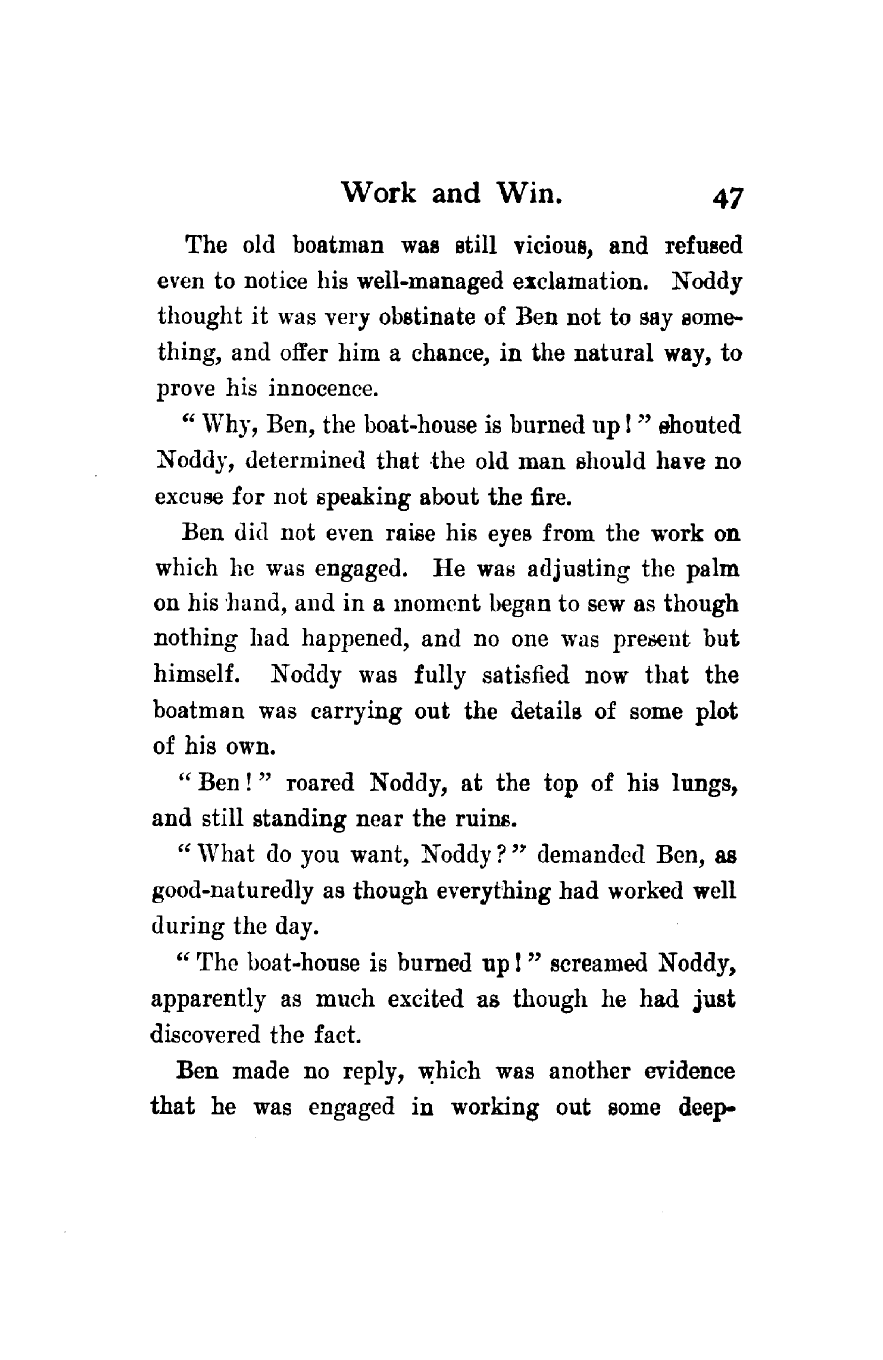 Work and Win. 47
The old boatman was still vicious, and refused
even to notice his well-managed exclamation. Noddy
thought it was very obstinate of Ben not to say some-
thing, and offer him a chance, in the natural way, to
prove his innocence.
“ Why, Ben, the boat-house is burned up ! ” shouted
Noddy, determined that the old man should have no
excuse for not speaking about the fire.
Ben did not even raise his eyes from the work on
which he was engaged. He was adjusting the palm
on his hand, and in a moment began to sew as though
nothing had happened, and no one was present but
himself. Noddy was fully satisfied now that the
boatman was carrying out the details of some plot
of his own.
“ Ben ! ” roared Noddy, at the top of his lungs,
and still standing near the ruins.
“ What do you want, Noddy ? ” demanded Ben, as
good-naturedly as though everything had worked well
during the day.
“ The boat-house is burned up ! ” screamed Noddy,
apparently as much excited as though he had just
discovered the fact.
Ben made no reply, which was another evidence
that he was engaged in working out some deep-